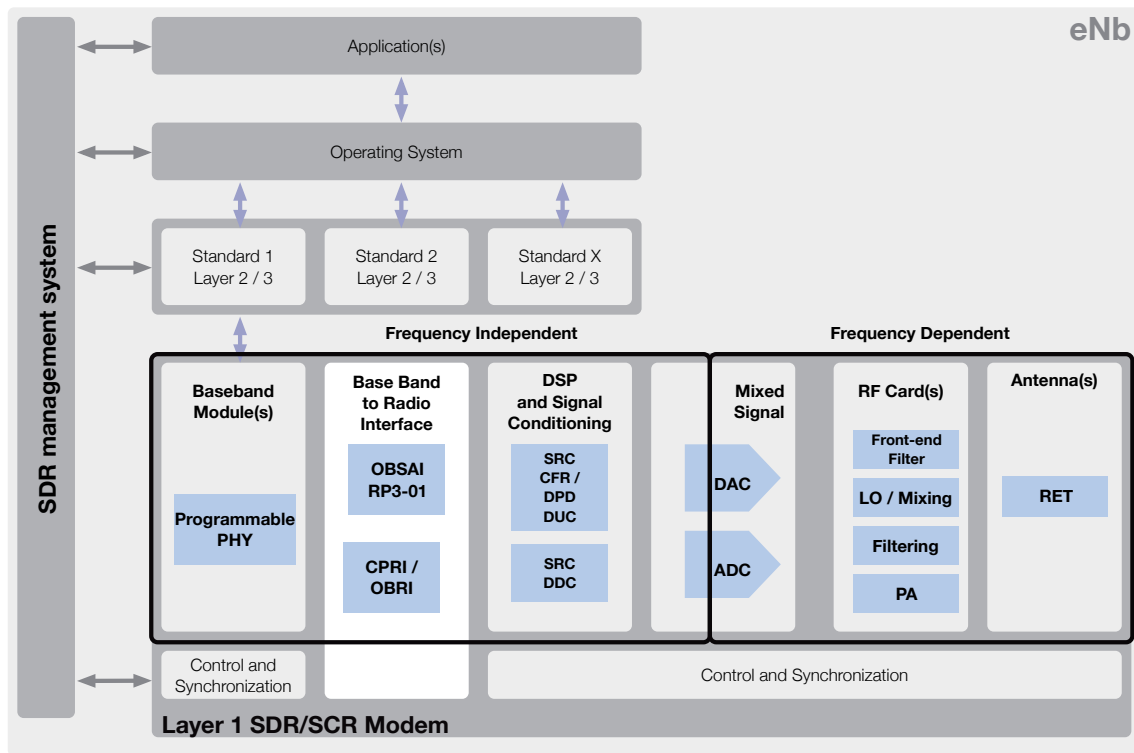 eNb
Application(s)
Operating System
SDR management system
Standard 1
Layer 2 / 3
Standard 2
Layer 2 / 3
Standard X
Layer 2 / 3
Frequency Independent
Frequency Dependent
Baseband
Module(s)
Programmable
PHY
Base Band
to Radio
Interface
OBSAI
RP3-01
CPRI /
OBRI
DSP
and Signal
Conditioning
SRC
CFR /
DPD
DUC
SRC
DDC
Mixed
Signal
DAC
ADC
RF Card(s)
Front-end
Filter
LO / Mixing
Filtering
PA
Antenna(s)
RET
Control and
Synchronization
Control and Synchronization
Layer 1 SDR/SCR Modem